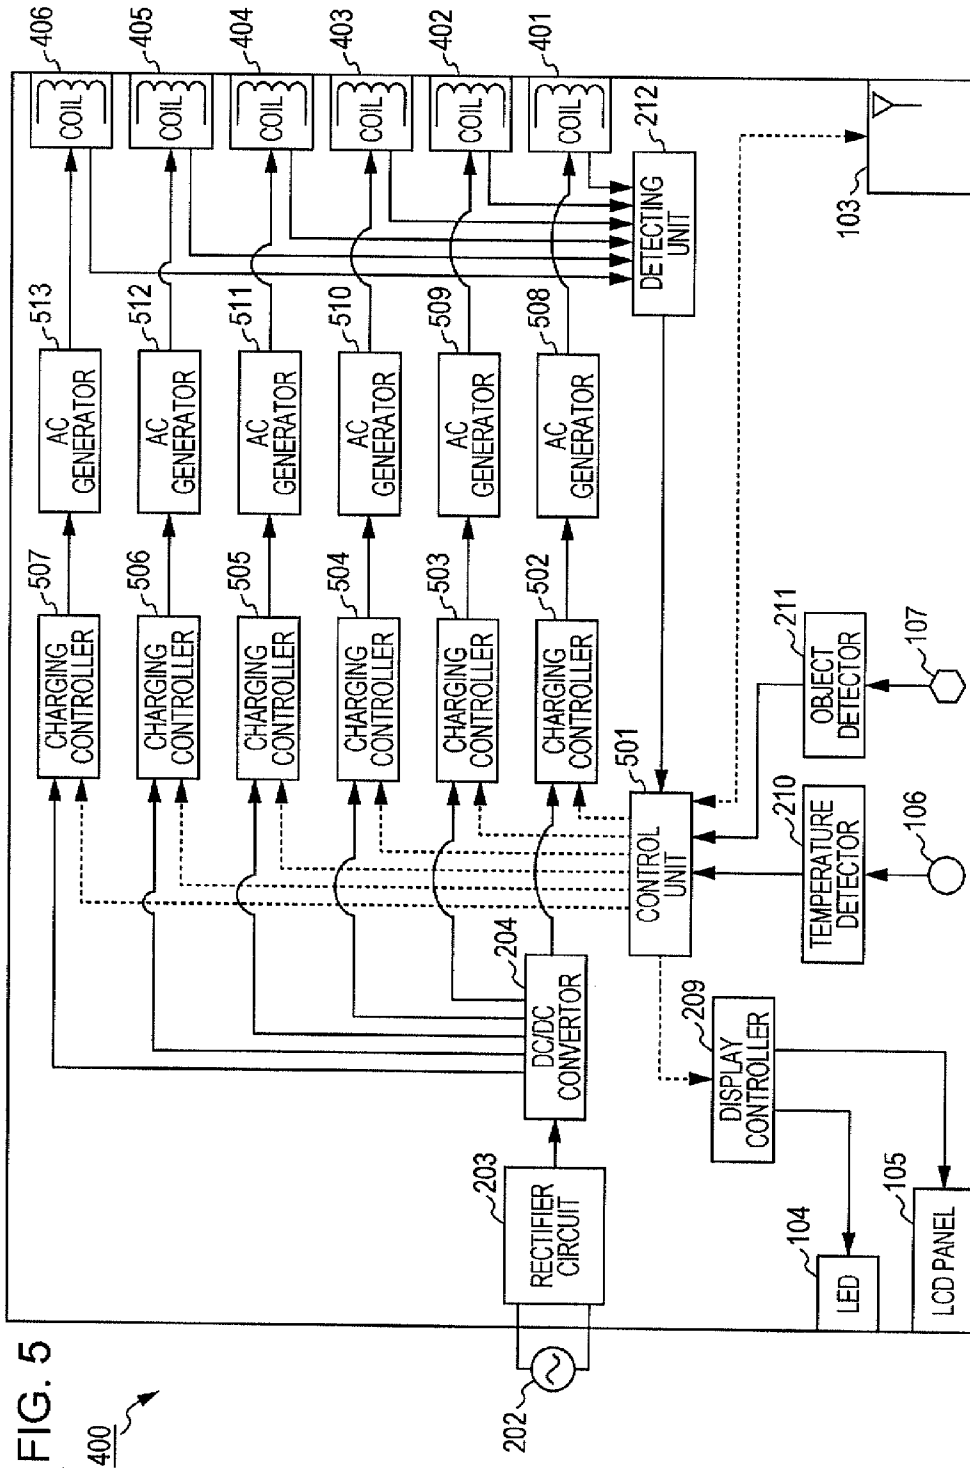 FIG. 5
400
202
203
RECTIFIER
CIRCUIT
204
DC/DC
CONVERTOR
507
CHARGING
CONTROLLER
506
CHARGING
CONTROLLER
505
CHARGING
CONTROLLER
504
CHARGING
CONTROLLER
503
CHARGING
CONTROLLER
502
CHARGING
CONTROLLER
513
AC
GENERATOR
512
AC
GENERATOR
511
AC
GENERATOR
510
AC
GENERATOR
509
AC
GENERATOR
508
AC
GENERATOR
406
COIL
405
COIL
404
COIL
403
COIL
402
COIL
401
COIL
212
DETECTING
UNIT
501
CONTROL
UNIT
209
DISPLAY
CONTROLLER
104
LED
105
LCD PANEL
210
TEMPERATURE
DETECTOR
106
211
OBJECT
DETECTOR
107
103